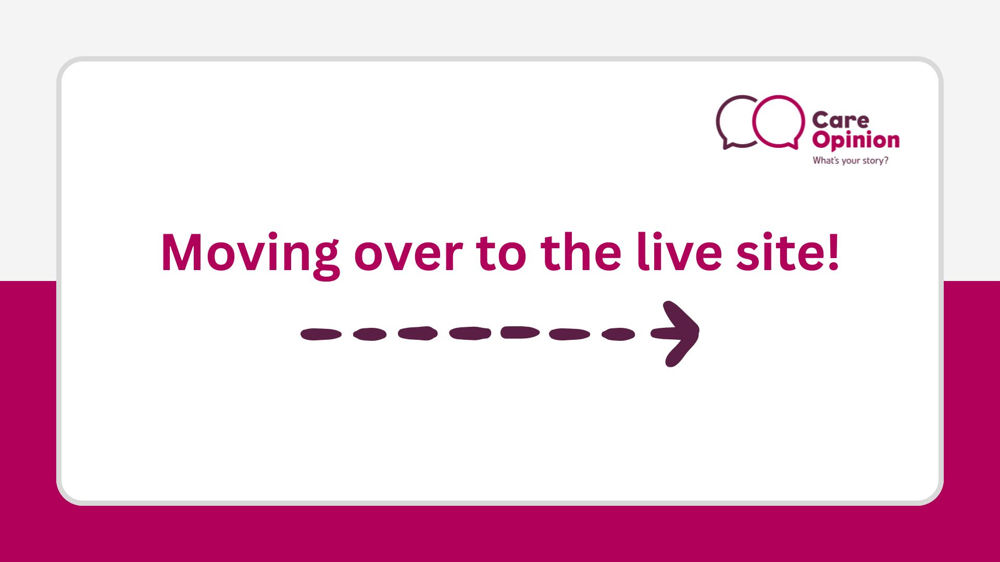 Care
Opinion
What's your story?
Moving over to the live site!